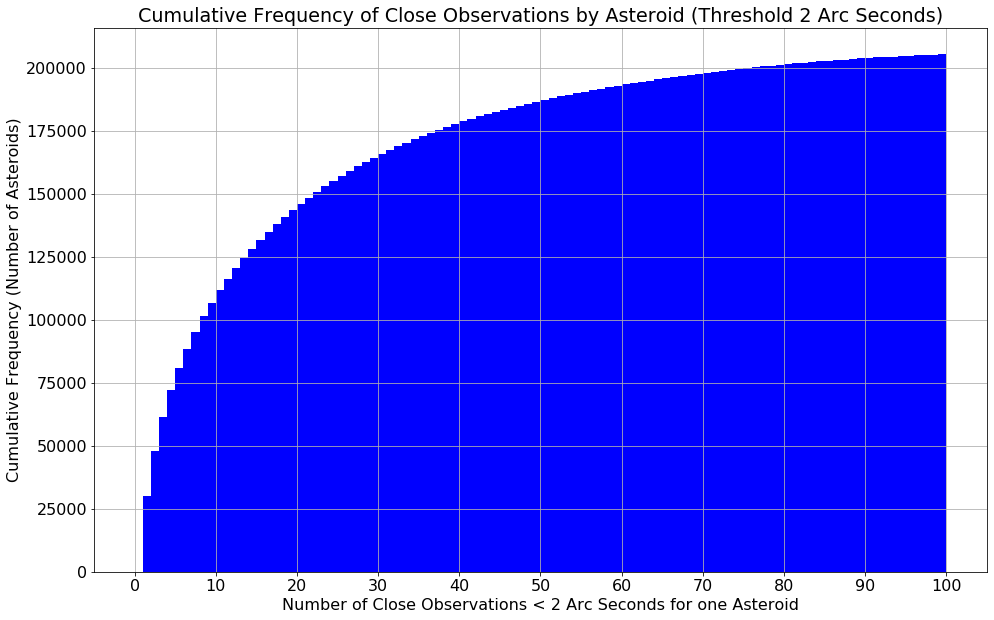 Cumulative Frequency of Close Observations by Asteroid (Threshold 2 Arc Seconds)
Cumulative Frequency (Number of Asteroids)
200000
175000
150000
125000
100000
75000
50000
25000
0
0 10 20 30 40 50 60 70 80 90 100
Number of Close Observations < 2 Arc Seconds for one Asteroid